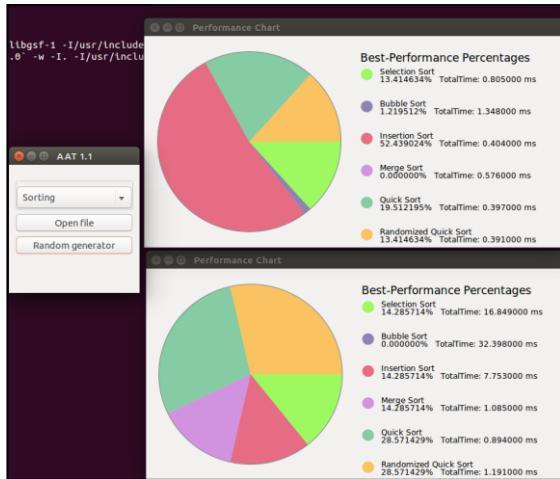 libgsf-1 -I/usr/include
.0` -w -I. -I/usr/inclu
Performance Chart
Best-Performance Percentages
Selection Sort
13.414634% TotalTime: 0.805000 ms
Bubble Sort
1.219512% TotalTime: 1.348000 ms
Insertion Sort
52.439024% TotalTime: 0.404000 ms
Merge Sort
0.000000% TotalTime: 0.576000 ms
Quick Sort
19.512195% TotalTime: 0.397000 ms
Randomized Quick Sort
13.414634% TotalTime: 0.391000 ms
AAT 1.1
Sorting
Open file
Random generator
Performance Chart
Best-Performance Percentages
Selection Sort
14.285714% TotalTime: 16.849000 ms
Bubble Sort
0.000000% TotalTime: 32.398000 ms
Insertion Sort
14.285714% TotalTime: 7.753000 ms
Merge Sort
14.285714% TotalTime: 1.085000 ms
Quick Sort
28.571429% TotalTime: 0.894000 ms
Randomized Quick Sort
28.571429% TotalTime: 1.191000 ms